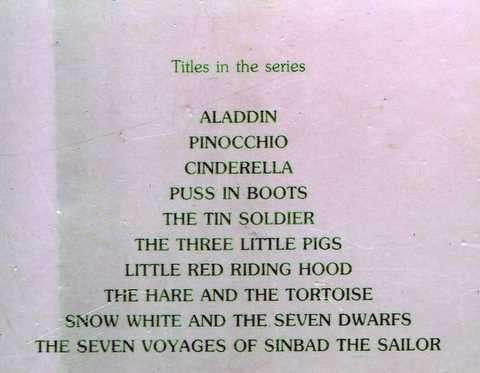 Titles in the series
ALADDIN
PINOCCHIO
CINDERELLA
PUSS IN BOOTS
THE TIN SOLDIER
THE THREE LITTLE PIGS
LITTLE RED RIDING HOOD
THE HARE AND THE TORTOISE
SNOW WHITE AND THE SEVEN DWARFS
THE SEVEN VOYAGES OF SINBAD THE SAILOR